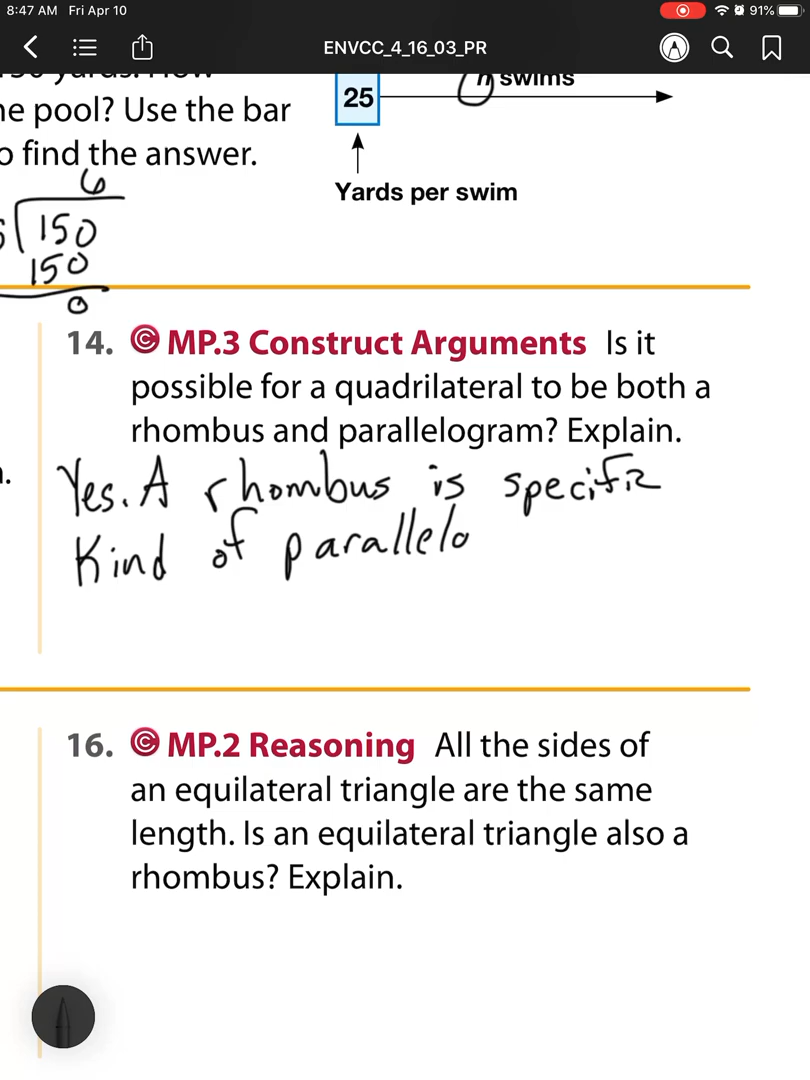 8:47 AM Fri Apr 10
91%
ENVCC_4_16_03_PR
n swims
he pool? Use the bar
25
o find the answer.
Yards per swim
6
150
150
0
14. © MP.3 Construct Arguments Is it
possible for a quadrilateral to be both a
rhombus and parallelogram? Explain.
Yes. A rhombus is specific
Kind of parallelo
16. © MP.2 Reasoning All the sides of
an equilateral triangle are the same
length. Is an equilateral triangle also a
rhombus? Explain.